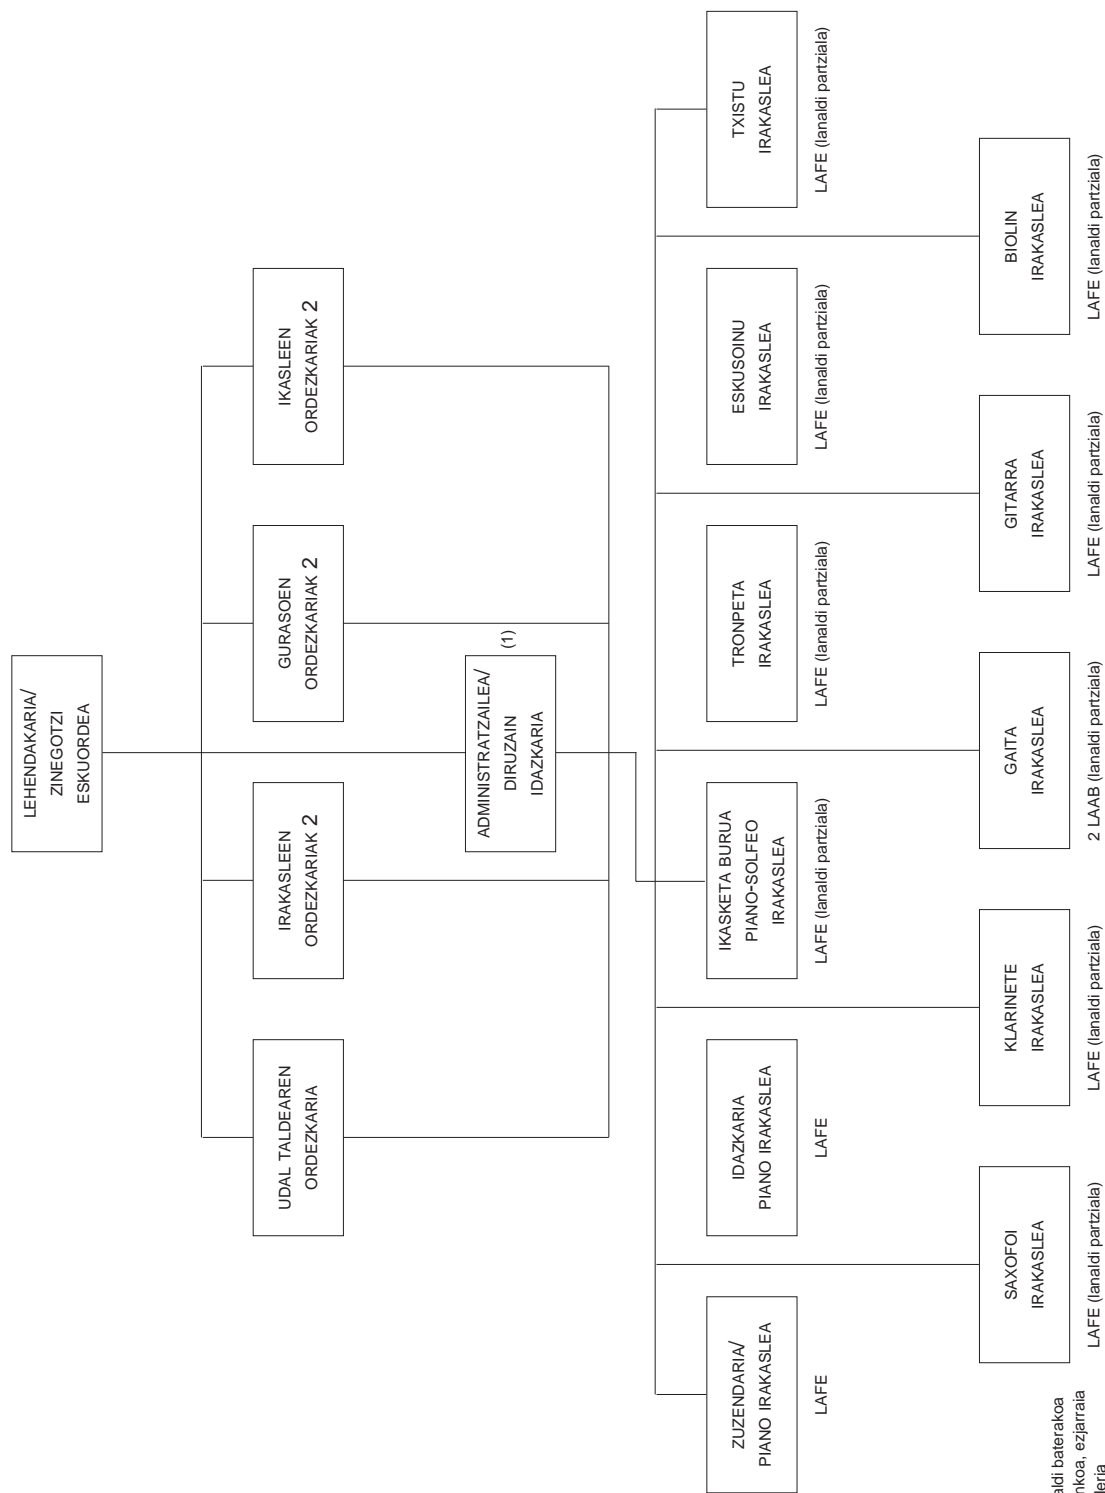 LEHENDAKARIA/
ZINEGOTZI
ESKUORDEA
UDAL TALDEAREN
ORDEZKARIA
IRAKASLEEN
ORDEZKARIAK 2
GURASOEN
ORDEZKARIAK 2
IKASLEEN
ORDEZKARIAK 2
ADMINISTRATZAILEA/
DIRUZAIN
IDAZKARIA
(1)
ZUZENDARIA/
PIANO IRAKASLEA
LAFE
IDAZKARIA
PIANO IRAKASLEA
LAFE
IKASKETA BURUA
PIANO-SOLFEO
IRAKASLEA
LAFE (lanaldi partziala)
TRONPETA
IRAKASLEA
LAFE (lanaldi partziala)
ESKUSOINU
IRAKASLEA
LAFE (lanaldi partziala)
TXISTU
IRAKASLEA
LAFE (lanaldi partziala)
SAXOFOI
IRAKASLEA
LAFE (lanaldi partziala)
KLARINETE
IRAKASLEA
LAFE (lanaldi partziala)
GAITA
IRAKASLEA
2 LAAB (lanaldi partziala)
GITARRA
IRAKASLEA
LAFE (lanaldi partziala)
BIOLIN
IRAKASLEA
LAFE (lanaldi partziala)
baterakoa
ezjarraia